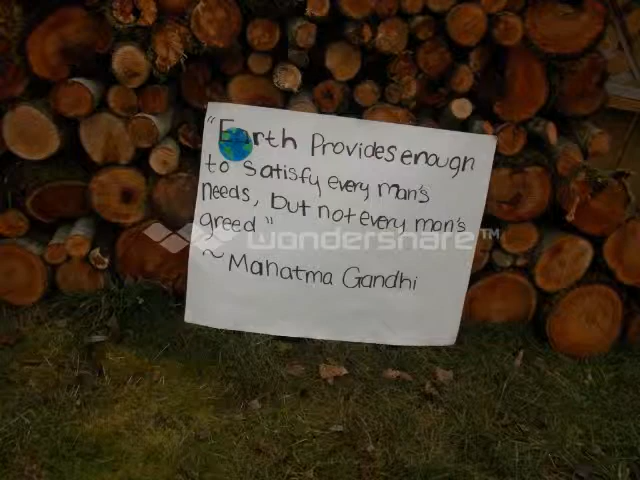 "Earth Provides enough
to satisfy every man's
needs, but not every man's
greed"
~ Mahatma Gandhi
wondershare™